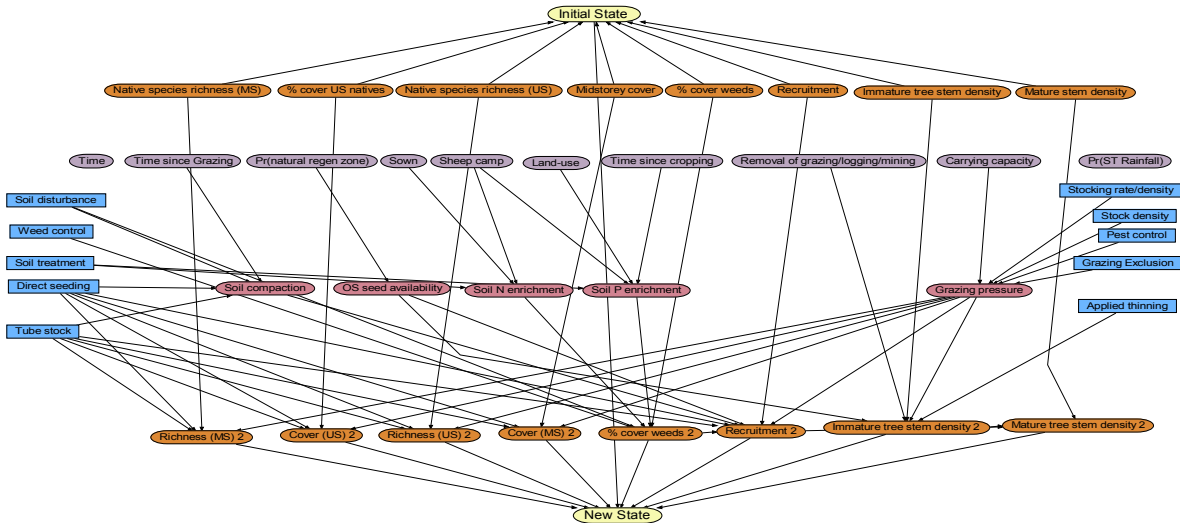 Initial State
Native species richness (MS)
% cover US natives
Native species richness (US)
Midstorey cover
% cover weeds
Recruitment
Immature tree stem density
Mature stem density
Time
Time since Grazing
Pr(natural regen zone)
Sown
Sheep camp
Land-use
Time since cropping
Removal of grazing/logging/mining
Carrying capacity
Pr(ST Rainfall)
Soil disturbance
Stocking rate/density
Stock density
Weed control
Pest control
Soil treatment
Grazing Exclusion
Direct seeding
Soil compaction
OS seed availability
Soil N enrichment
Soil P enrichment
Grazing pressure
Applied thinning
Tube stock
Richness (MS) 2
Cover (US) 2
Richness (US) 2
Cover (MS) 2
% cover weeds 2
Recruitment 2
Immature tree stem density 2
Mature tree stem density 2
New State